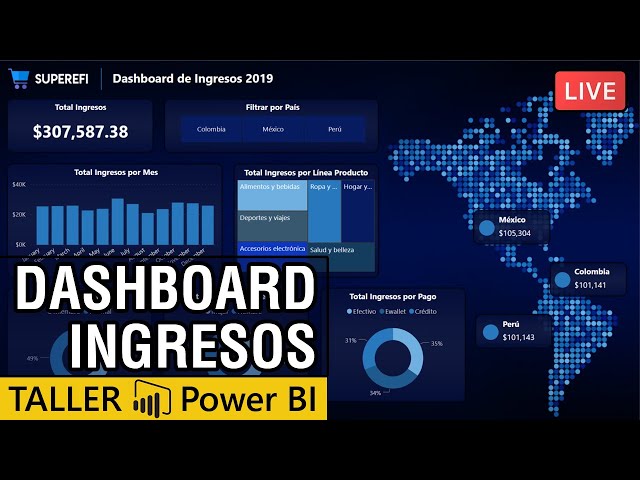 SUPEREFI
Dashboard de Ingresos 2019
LIVE
Total Ingresos
$307,587.38
Filtrar por País
Colombia México Perú
Total Ingresos por Mes
$40K
$20K
$0K
Total Ingresos por Línea Producto
Alimentos y bebidas
Ropa y ...
Hogar y...
Deportes y viajes
Accesorios electrónica
Salud y belleza
México
$105,304
Colombia
$101,141
Perú
$101,143
DASHBOARD
INGRESOS
TALLER Power BI
49%
Total Ingresos por Pago
Efectivo Ewallet Crédito
31%
35%
34%